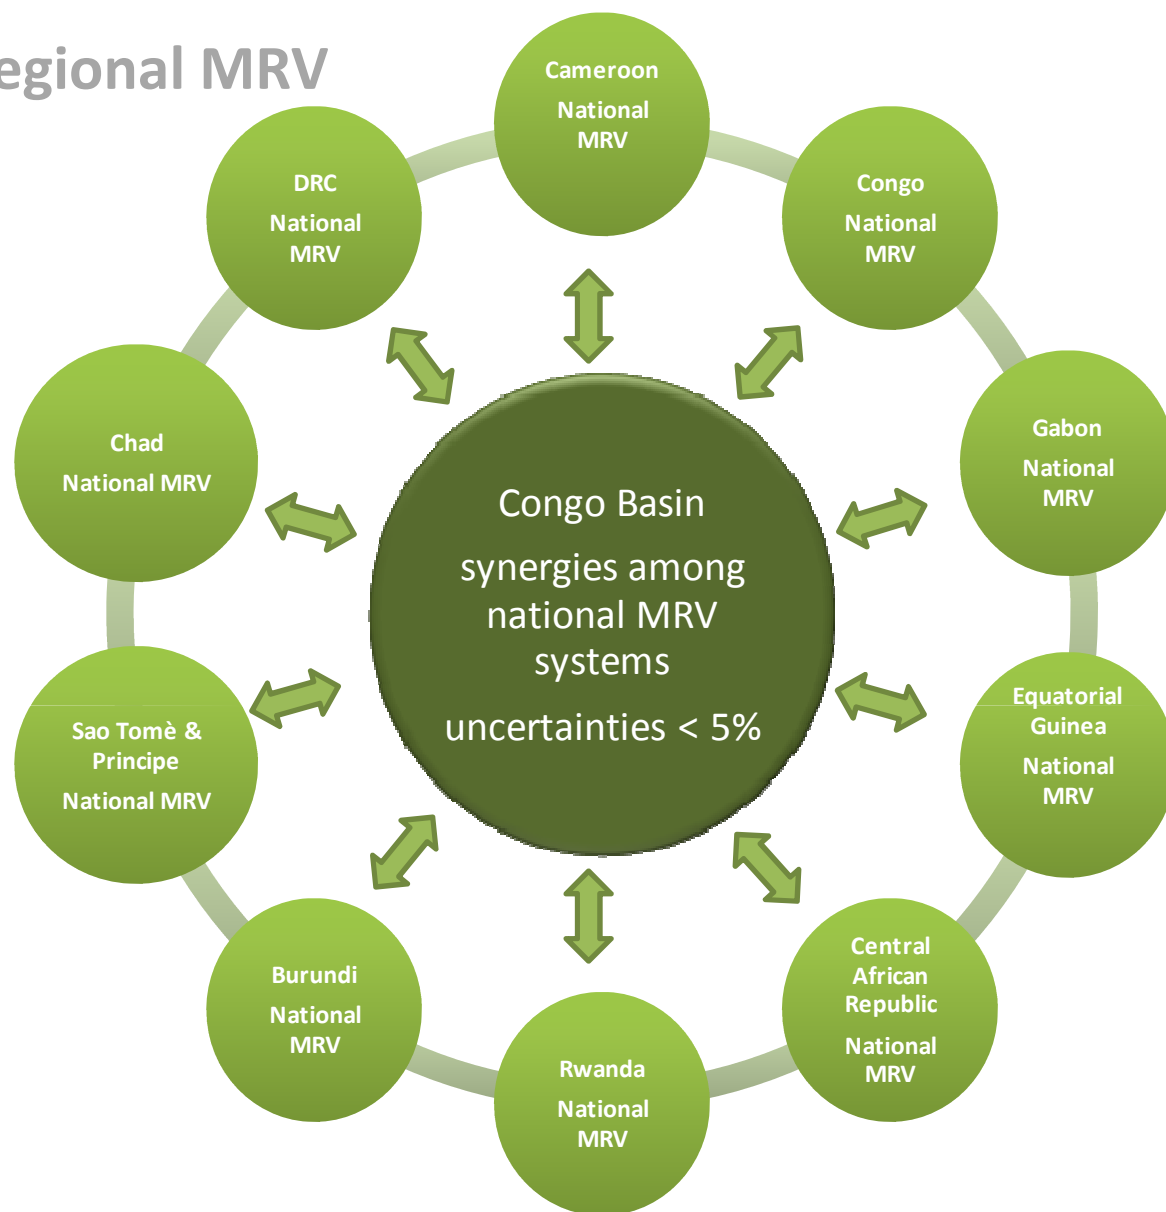 egional MRV
Cameroon
National
MRV
DRC
National
MRV
Congo
National
MRV
Chad
National MRV
Gabon
National
MRV
Congo Basin
synergies among
national MRV
systems
uncertainties < 5%
Sao Tomè &
Principe
National MRV
Equatorial
Guinea
National
MRV
Burundi
National
MRV
Central
African
Republic
National
MRV
Rwanda
National
MRV